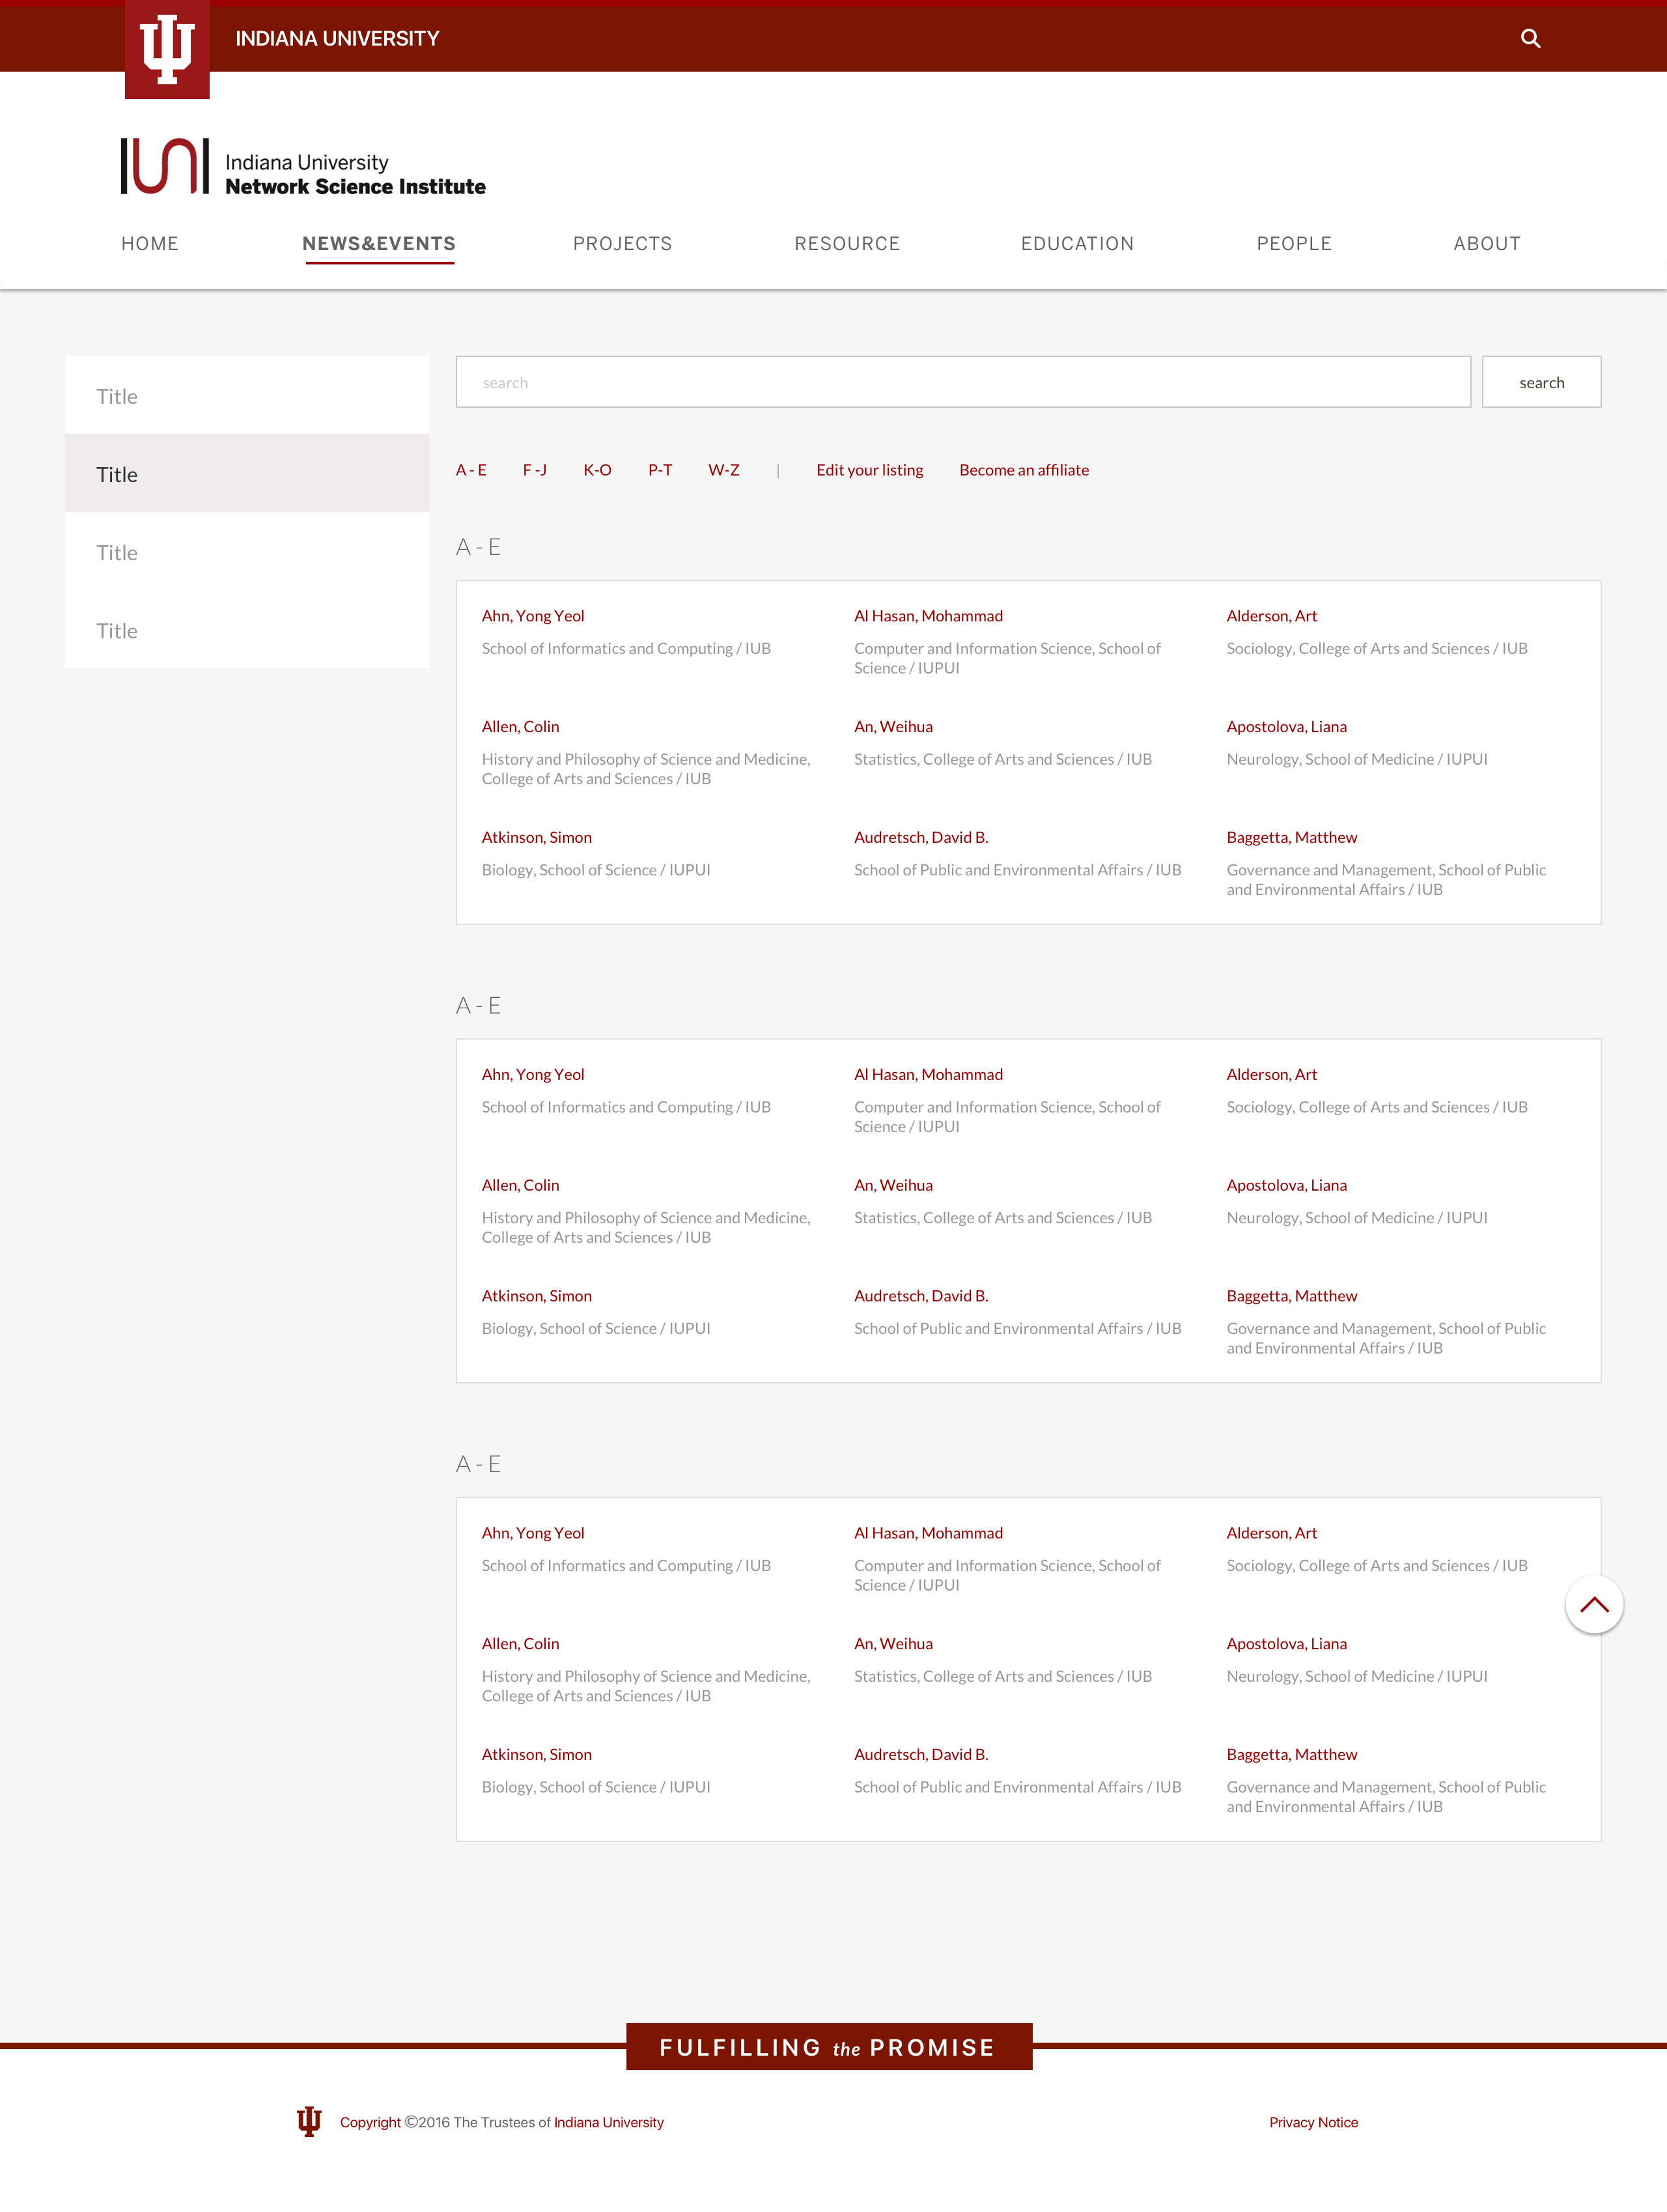 INDIANA UNIVERSITY
IUNI
Indiana University
Network Science Institute
HOME NEWS&EVENTS PROJECTS RESOURCE EDUCATION PEOPLE ABOUT
Title
Title
Title
Title
search search
A - E F -J K-O P-T W-Z | Edit your listing Become an affiliate
A - E
Ahn, Yong Yeol Al Hasan, Mohammad Alderson, Art
School of Informatics and Computing / IUB Computer and Information Science, School of Sociology, College of Arts and Sciences / IUB
Science / IUPUI
Allen, Colin An, Weihua Apostolova, Liana
History and Philosophy of Science and Medicine, Statistics, College of Arts and Sciences / IUB Neurology, School of Medicine / IUPUI
College of Arts and Sciences / IUB
Atkinson, Simon Audretsch, David B. Baggetta, Matthew
Biology, School of Science / IUPUI School of Public and Environmental Affairs / IUB Governance and Management, School of Public
and Environmental Affairs / IUB
A - E
Ahn, Yong Yeol Al Hasan, Mohammad Alderson, Art
School of Informatics and Computing / IUB Computer and Information Science, School of Sociology, College of Arts and Sciences / IUB
Science / IUPUI
Allen, Colin An, Weihua Apostolova, Liana
History and Philosophy of Science and Medicine, Statistics, College of Arts and Sciences / IUB Neurology, School of Medicine / IUPUI
College of Arts and Sciences / IUB
Atkinson, Simon Audretsch, David B. Baggetta, Matthew
Biology, School of Science / IUPUI School of Public and Environmental Affairs / IUB Governance and Management, School of Public
and Environmental Affairs / IUB
A - E
Ahn, Yong Yeol Al Hasan, Mohammad Alderson, Art
School of Informatics and Computing / IUB Computer and Information Science, School of Sociology, College of Arts and Sciences / IUB
Science / IUPUI
Allen, Colin An, Weihua Apostolova, Liana
History and Philosophy of Science and Medicine, Statistics, College of Arts and Sciences / IUB Neurology, School of Medicine / IUPUI
College of Arts and Sciences / IUB
Atkinson, Simon Audretsch, David B. Baggetta, Matthew
Biology, School of Science / IUPUI School of Public and Environmental Affairs / IUB Governance and Management, School of Public
and Environmental Affairs / IUB
FULFILLING the PROMISE
Copyright ©2016 The Trustees of Indiana University Privacy Notice